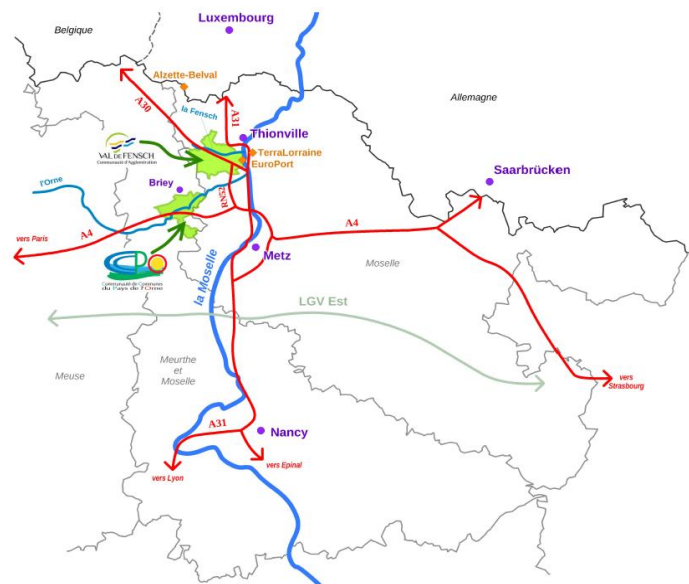 Luxembourg
Belgique
Alzette-Belval
Allemagne
A30
la Fensch
A31
Thionville
VAL DE FENSCH
Communauté d'Agglomération
TerraLorraine
EuroPort
l'Orne
Briey
RN52
Saarbrücken
vers Paris
A4
A4
Metz
Moselle
CPO
Communauté de Communes
du Pays de l'Orne
la Moselle
LGV Est
Meuse
Meurthe
et
Moselle
vers
Strasbourg
A31
Nancy
vers Lyon
vers Epinal